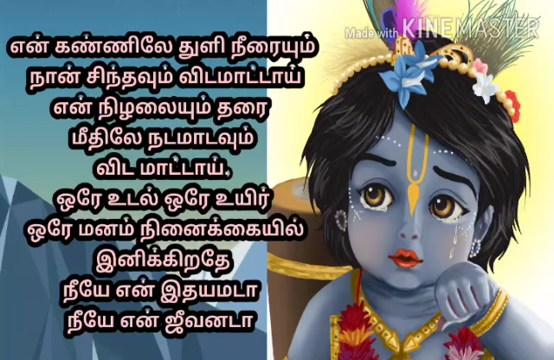 Made with KINEMASTER
என் கண்ணிலே துளி நீரையும்
நான் சிந்தவும் விடமாட்டாய்
என் நிழலையும் தரை
மீதிலே நடமாடவும்
விட மாட்டாய்.
ஒரே உடல் ஒரே உயிர்
ஒரே மனம் நினைக்கையில்
இனிக்கிறதே
நீயே என் இதயமடா
நீயே என் ஜீவனடா